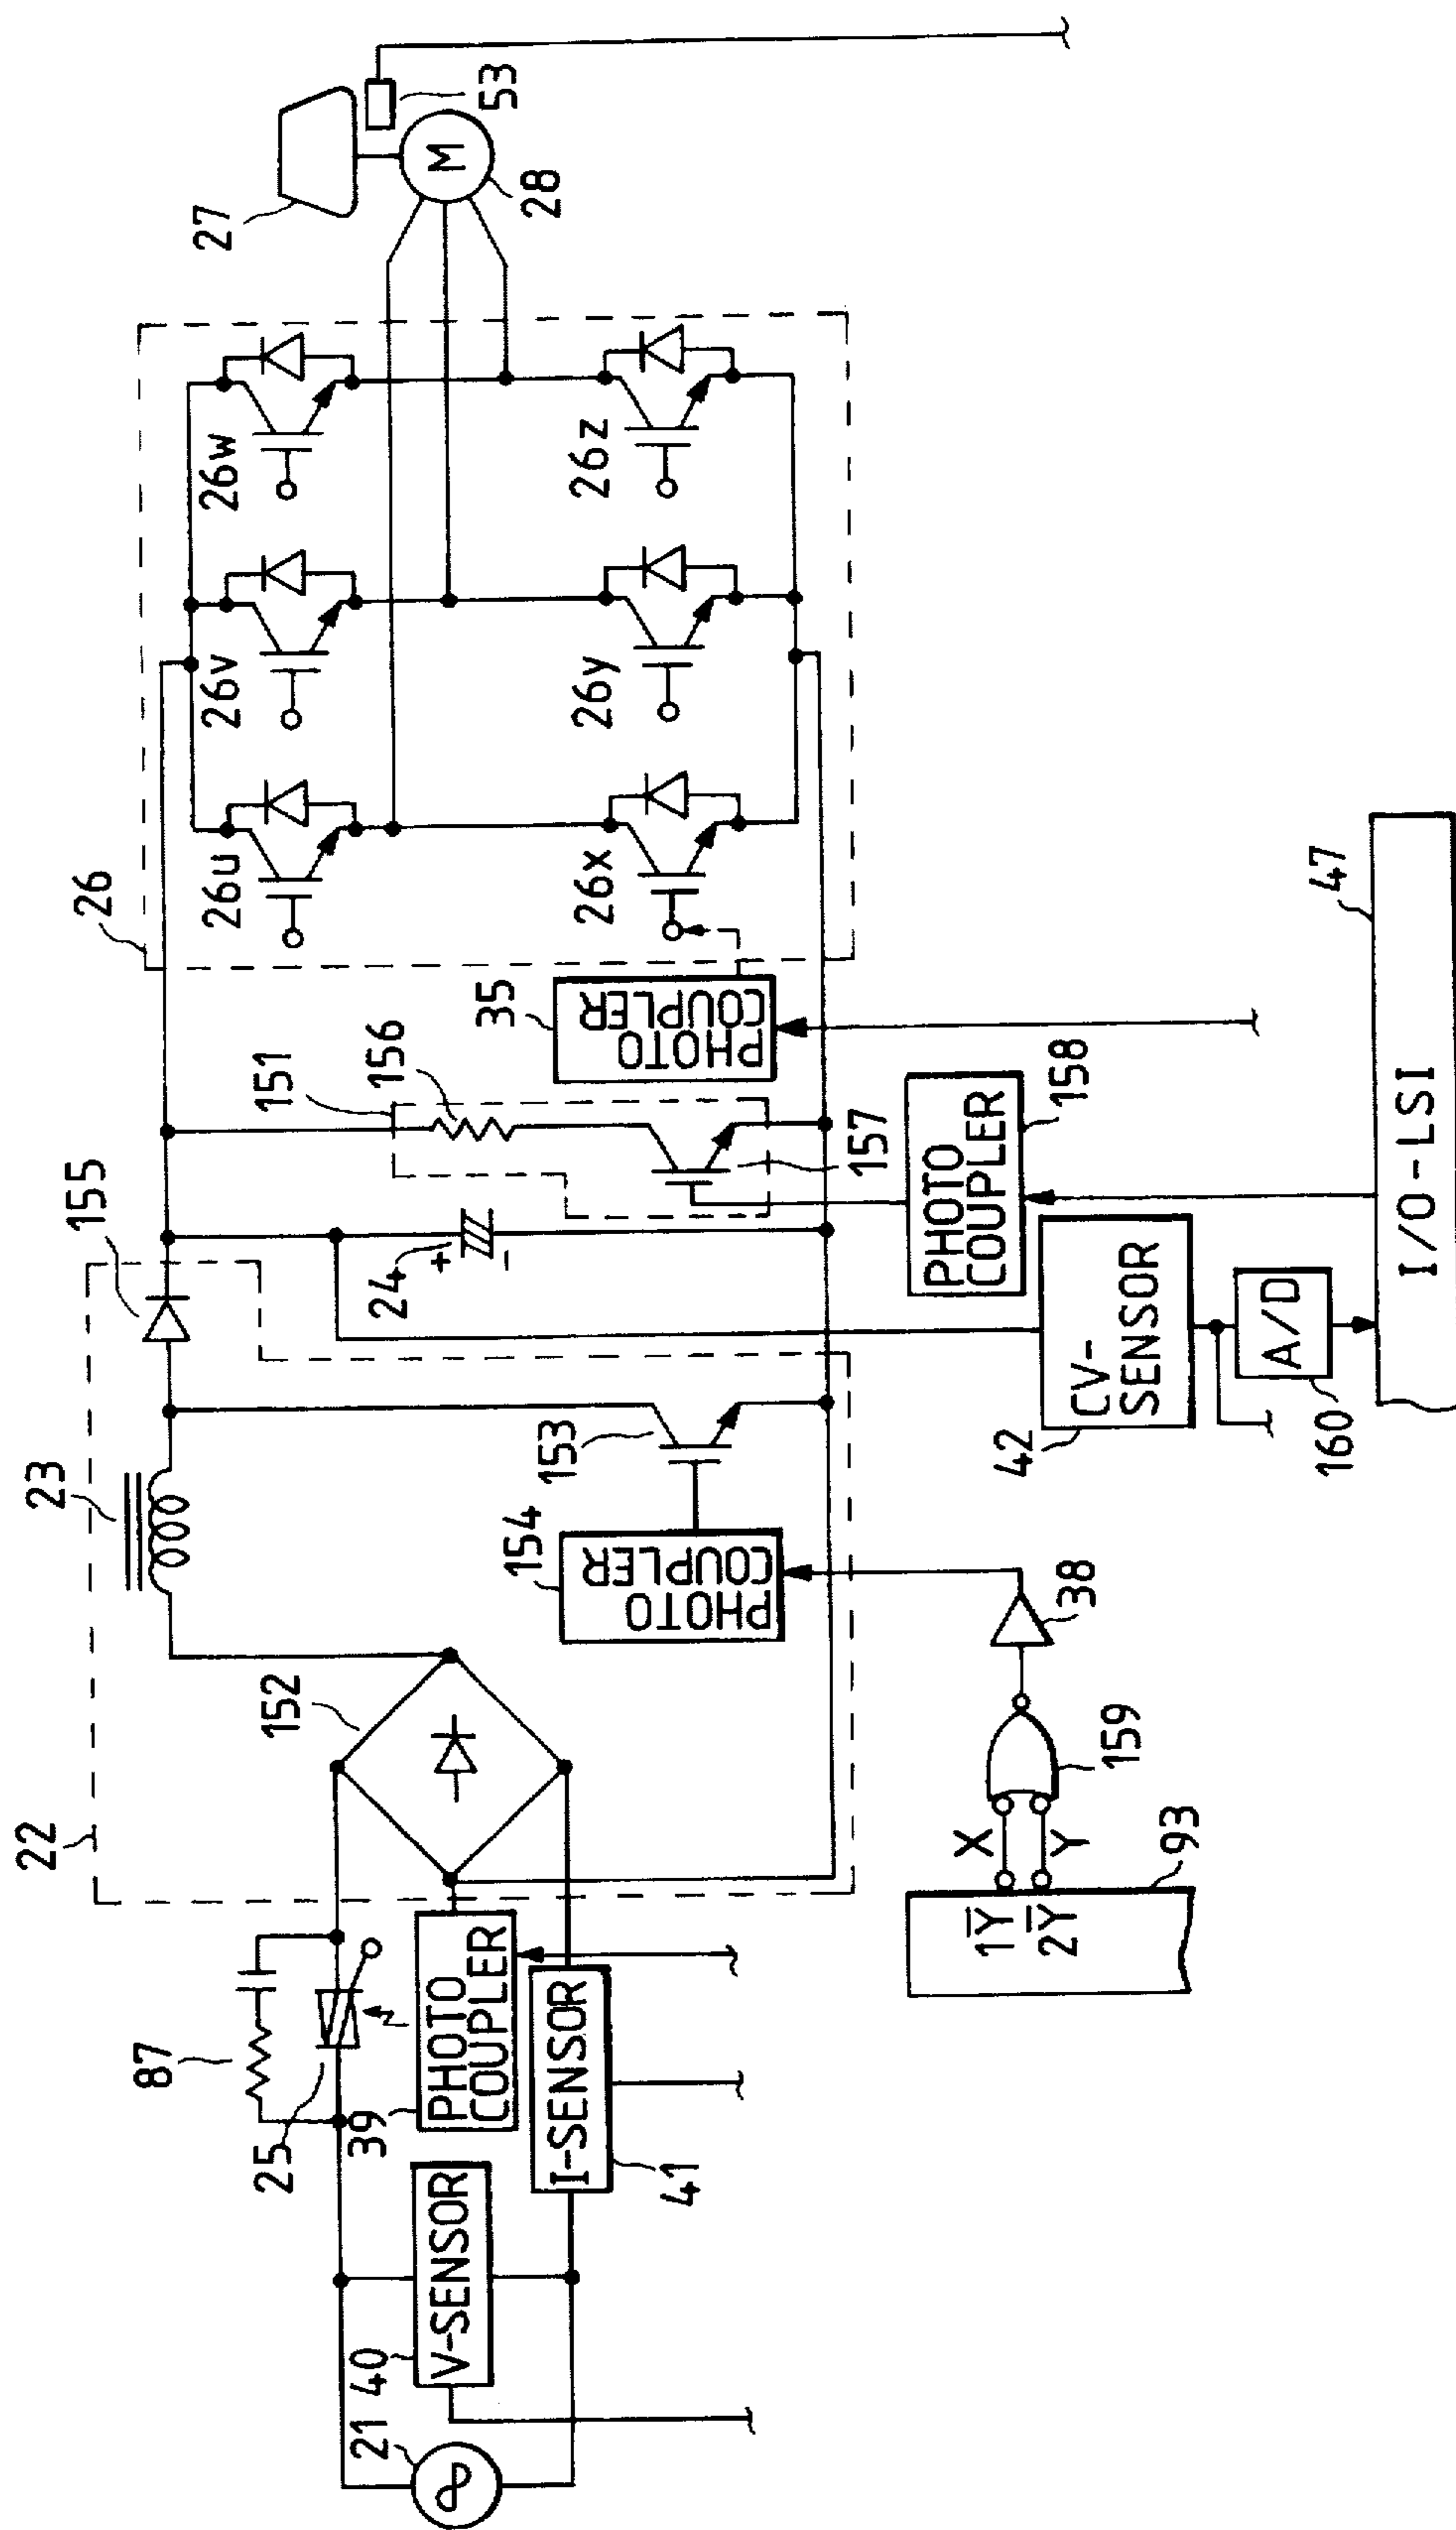 22
23
155
151
156
26
26u
26v
26w
27
53
M
28
87
25
152
24
+
-
35
PHOTO
COUPLER
26x
26y
26z
21
40
V-SENSOR
39
PHOTO
COUPLER
I-SENSOR
41
154
PHOTO
COUPLER
153
157
PHOTO
COUPLER
158
93
1Y̅
2Y̅
X
Y
159
38
42
CV-
SENSOR
160
A/D
47
I/O-LSI